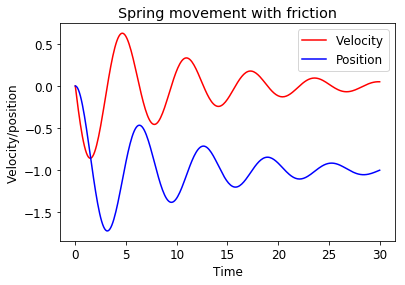 Spring movement with friction
Velocity
Position
Velocity/position
0.5
0.0
−0.5
−1.0
−1.5
0 5 10 15 20 25 30
Time